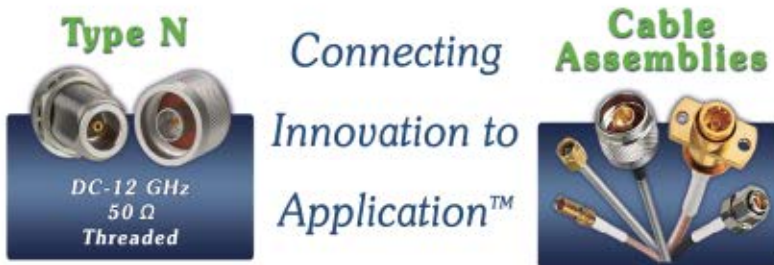 Type N
DC-12 GHz
50 Ω
Threaded
Connecting
Innovation to
Application™
Cable
Assemblies